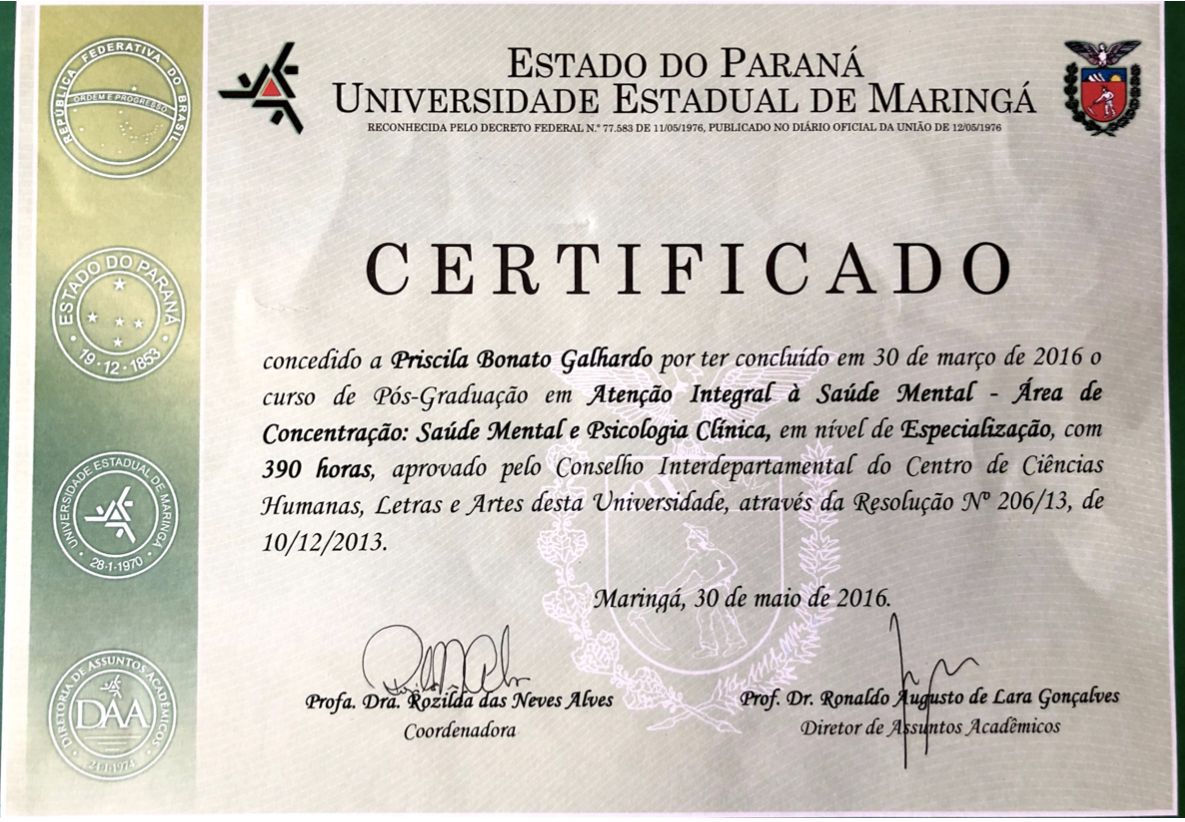 ESTADO DO PARANÁ
UNIVERSIDADE ESTADUAL DE MARINGÁ
RECONHECIDA PELO DECRETO FEDERAL N.º 77.583 DE 11/05/1976, PUBLICADO NO DIÁRIO OFICIAL DA UNIÃO DE 12/05/1976
REPÚBLICA FEDERATIVA DO BRASIL
ORDEM E PROGRESSO
CERTIFICADO
ESTADO DO PARANÁ
19·12·1853
concedido a Priscila Bonato Galhardo por ter concluído em 30 de março de 2016 o
curso de Pós-Graduação em Atenção Integral à Saúde Mental - Área de
Concentração: Saúde Mental e Psicologia Clínica, em nível de Especialização, com
390 horas, aprovado pelo Conselho Interdepartamental do Centro de Ciências
Humanas, Letras e Artes desta Universidade, através da Resolução Nº 206/13, de
10/12/2013.
UNIVERSIDADE ESTADUAL DE MARINGÁ
28-1-1970
Maringá, 30 de maio de 2016.
DIRETORIA DE ASSUNTOS ACADÊMICOS
DAA
24-1-1974
Profa. Dra. Rozilda das Neves Alves
Coordenadora
Prof. Dr. Ronaldo Augusto de Lara Gonçalves
Diretor de Assuntos Acadêmicos